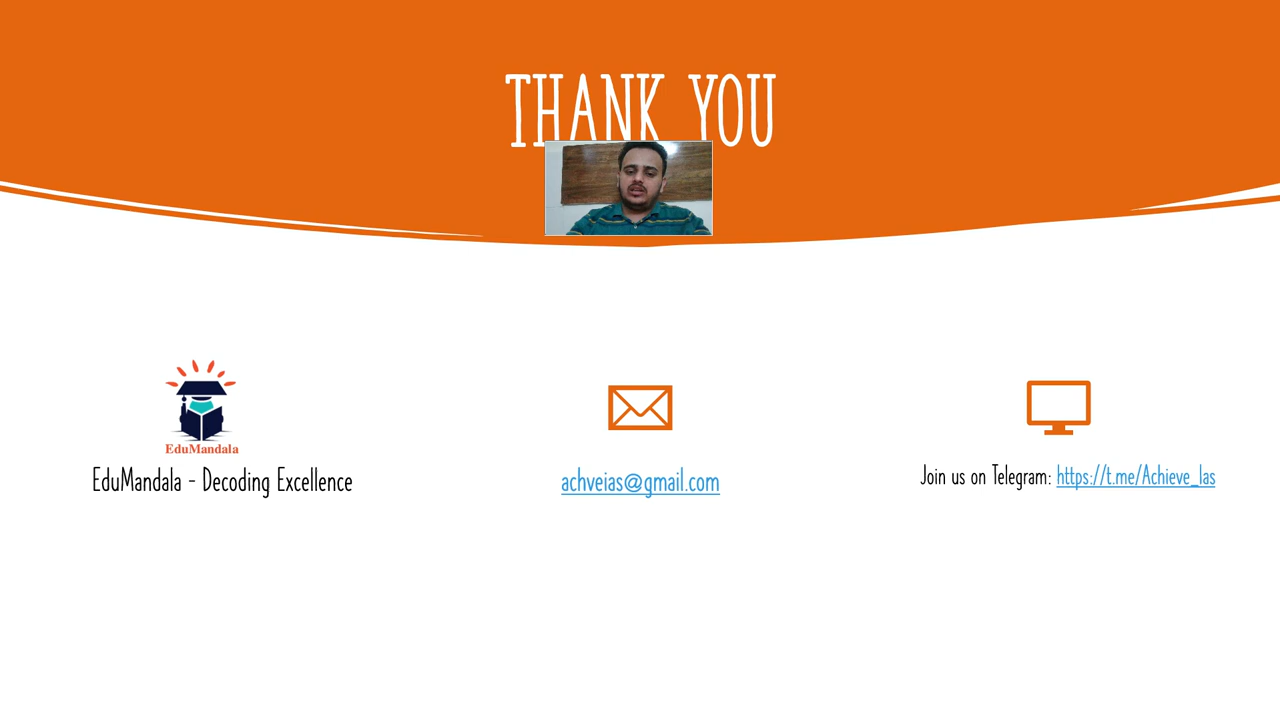 THANK YOU
EduMandala
EduMandala - Decoding Excellence
achveias@gmail.com
Join us on Telegram: https://t.me/Achieve_Ias